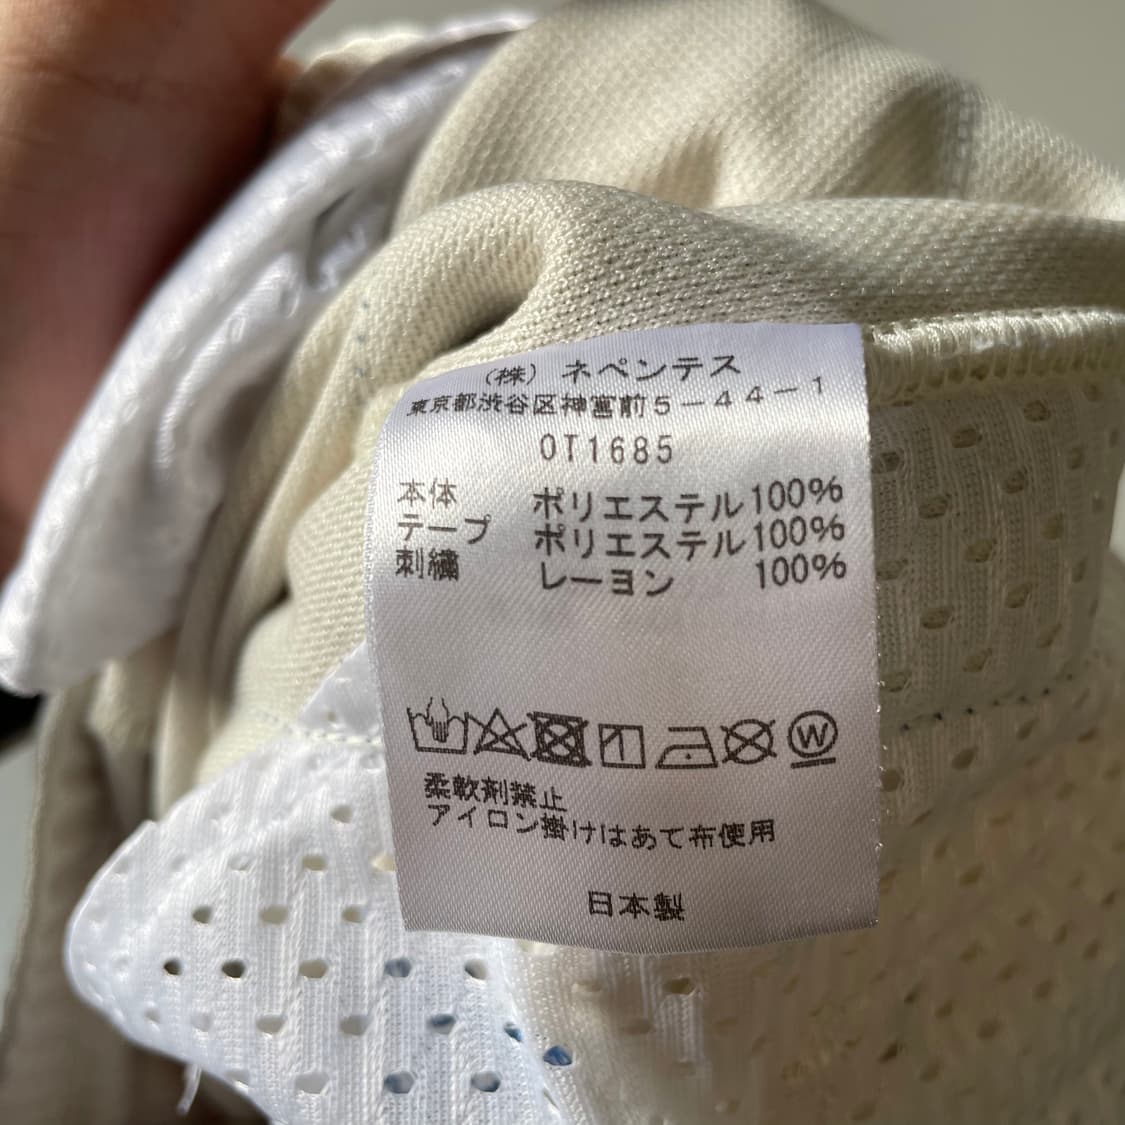 (株) ネペンテス
東京都渋谷区神宮前5-44-1
OT1685
本体 ポリエステル100%
テープ ポリエステル100%
刺繍 レーヨン 100%
W
柔軟剤禁止
アイロン掛けはあて布使用
日本製